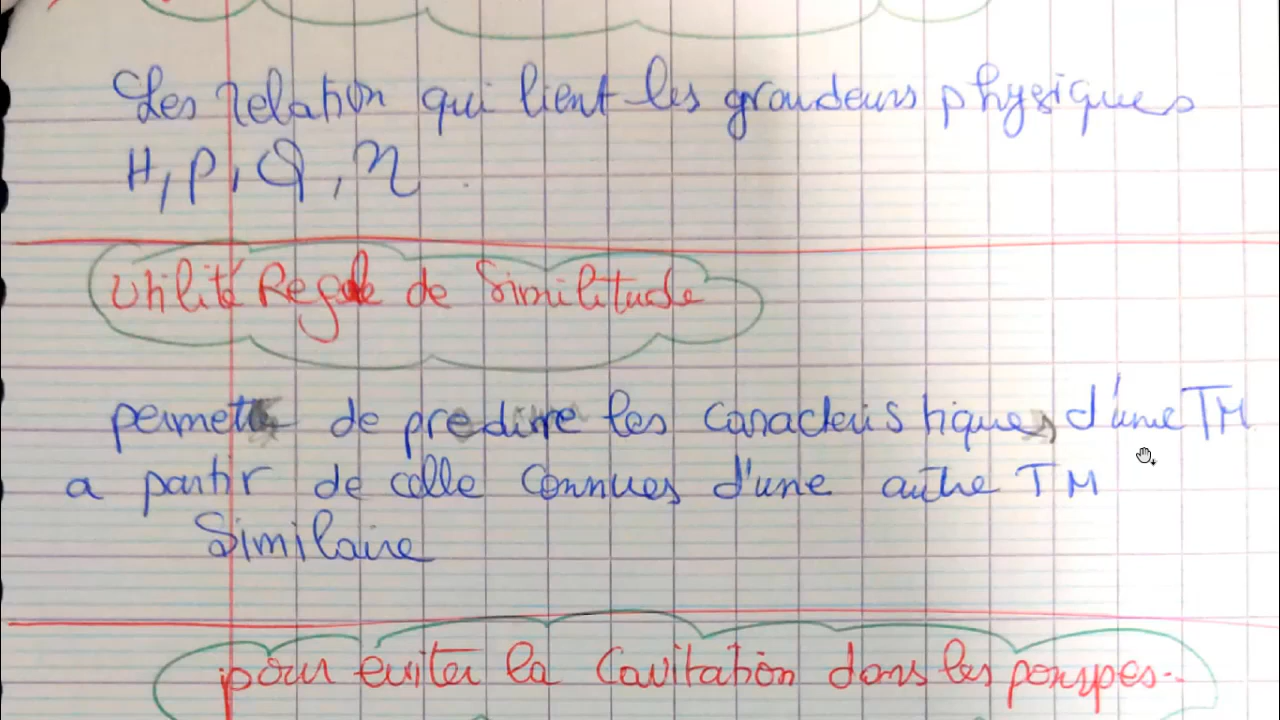 Les relation qui lient les grandeurs physiques
H, P, Q, η.
Utilité Regle de Similitude
permet de predire les caracteristiques d'une TM
a partir de celle connues d'une autre TM
Similaire
pour eviter la Cavitation dans les pompes..